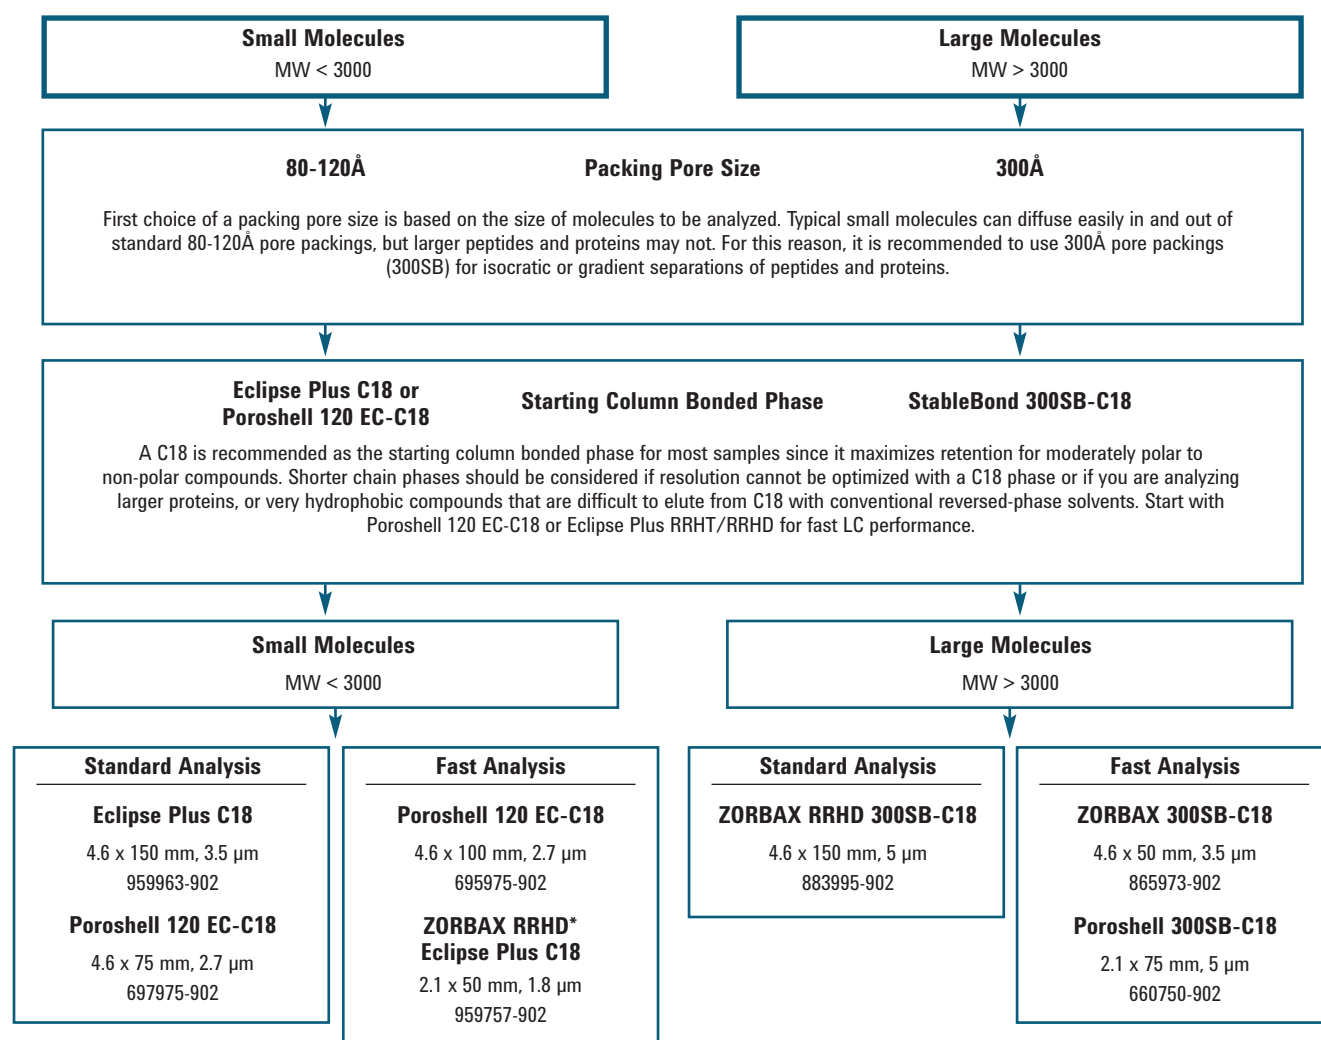 Small Molecules
MW < 3000
Large Molecules
MW > 3000
80-120Å
Packing Pore Size
300Å
First choice of a packing pore size is based on the size of molecules to be analyzed. Typical small molecules can diffuse easily in and out of
standard 80-120Å pore packings, but larger peptides and proteins may not. For this reason, it is recommended to use 300Å pore packings
(300SB) for isocratic or gradient separations of peptides and proteins.
Eclipse Plus C18 or
Poroshell 120 EC-C18
Starting Column Bonded Phase
StableBond 300SB-C18
A C18 is recommended as the starting column bonded phase for most samples since it maximizes retention for moderately polar to
non-polar compounds. Shorter chain phases should be considered if resolution cannot be optimized with a C18 phase or if you are analyzing
larger proteins, or very hydrophobic compounds that are difficult to elute from C18 with conventional reversed-phase solvents. Start with
Poroshell 120 EC-C18 or Eclipse Plus RRHT/RRHD for fast LC performance.
Small Molecules
MW < 3000
Large Molecules
MW > 3000
Standard Analysis
Eclipse Plus C18
4.6 x 150 mm, 3.5 µm
959963-902
Poroshell 120 EC-C18
4.6 x 75 mm, 2.7 µm
697975-902
Fast Analysis
Poroshell 120 EC-C18
4.6 x 100 mm, 2.7 µm
695975-902
ZORBAX RRHD*
Eclipse Plus C18
2.1 x 50 mm, 1.8 µm
959757-902
Standard Analysis
ZORBAX RRHD 300SB-C18
4.6 x 150 mm, 5 µm
883995-902
Fast Analysis
ZORBAX 300SB-C18
4.6 x 50 mm, 3.5 µm
865973-902
Poroshell 300SB-C18
2.1 x 75 mm, 5 µm
660750-902